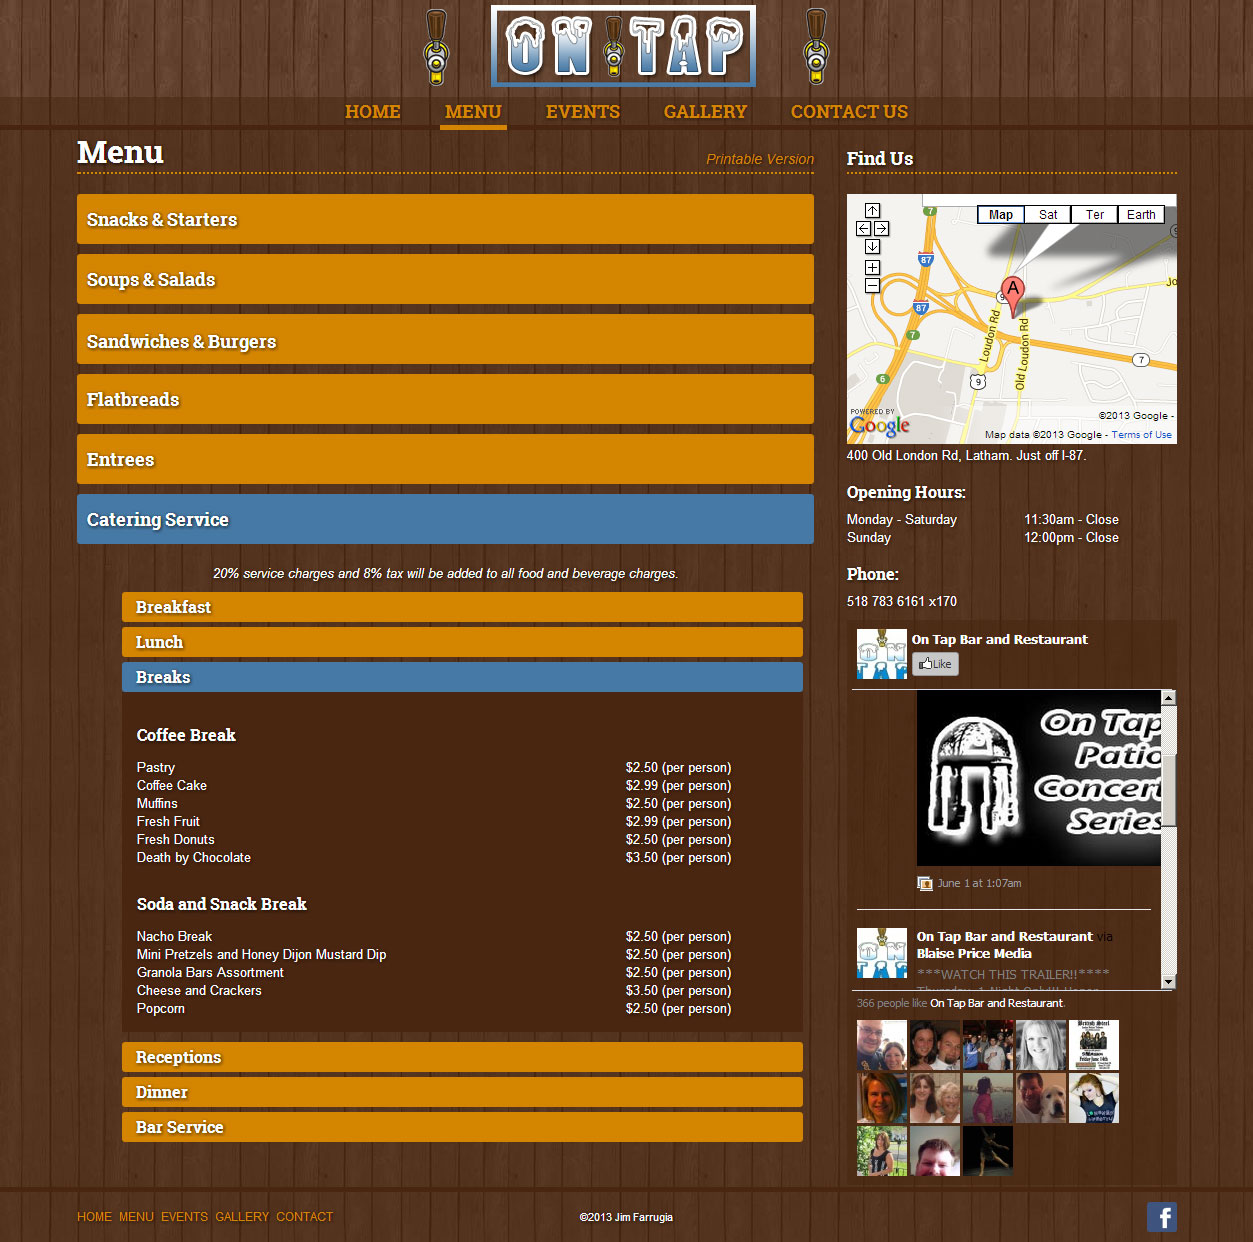 ON TAP
HOME MENU EVENTS GALLERY CONTACT US
Menu
Printable Version
Snacks & Starters
Soups & Salads
Sandwiches & Burgers
Flatbreads
Entrees
Catering Service
20% service charges and 8% tax will be added to all food and beverage charges.
Breakfast
Lunch
Breaks
Coffee Break
Pastry $2.50 (per person)
Coffee Cake $2.99 (per person)
Muffins $2.50 (per person)
Fresh Fruit $2.99 (per person)
Fresh Donuts $2.50 (per person)
Death by Chocolate $3.50 (per person)
Soda and Snack Break
Nacho Break $2.50 (per person)
Mini Pretzels and Honey Dijon Mustard Dip $2.50 (per person)
Granola Bars Assortment $2.50 (per person)
Cheese and Crackers $3.50 (per person)
Popcorn $2.50 (per person)
Receptions
Dinner
Bar Service
Find Us
Map Sat Ter Earth
7
9
87
Jo
A
9
87
7
Loudon Rd
Old Loudon Rd
7
6
9
POWERED BY
Google
©2013 Google -
Map data ©2013 Google - Terms of Use
400 Old London Rd, Latham. Just off I-87.
Opening Hours:
Monday - Saturday 11:30am - Close
Sunday 12:00pm - Close
Phone:
518 783 6161 x170
On Tap Bar and Restaurant
Like
On Tap
Patio
Concert
Series
June 1 at 1:07am
On Tap Bar and Restaurant via
Blaise Price Media
***WATCH THIS TRAILER!!****
366 people like On Tap Bar and Restaurant.
British Steel
HOME MENU EVENTS GALLERY CONTACT
©2013 Jim Farrugia
f